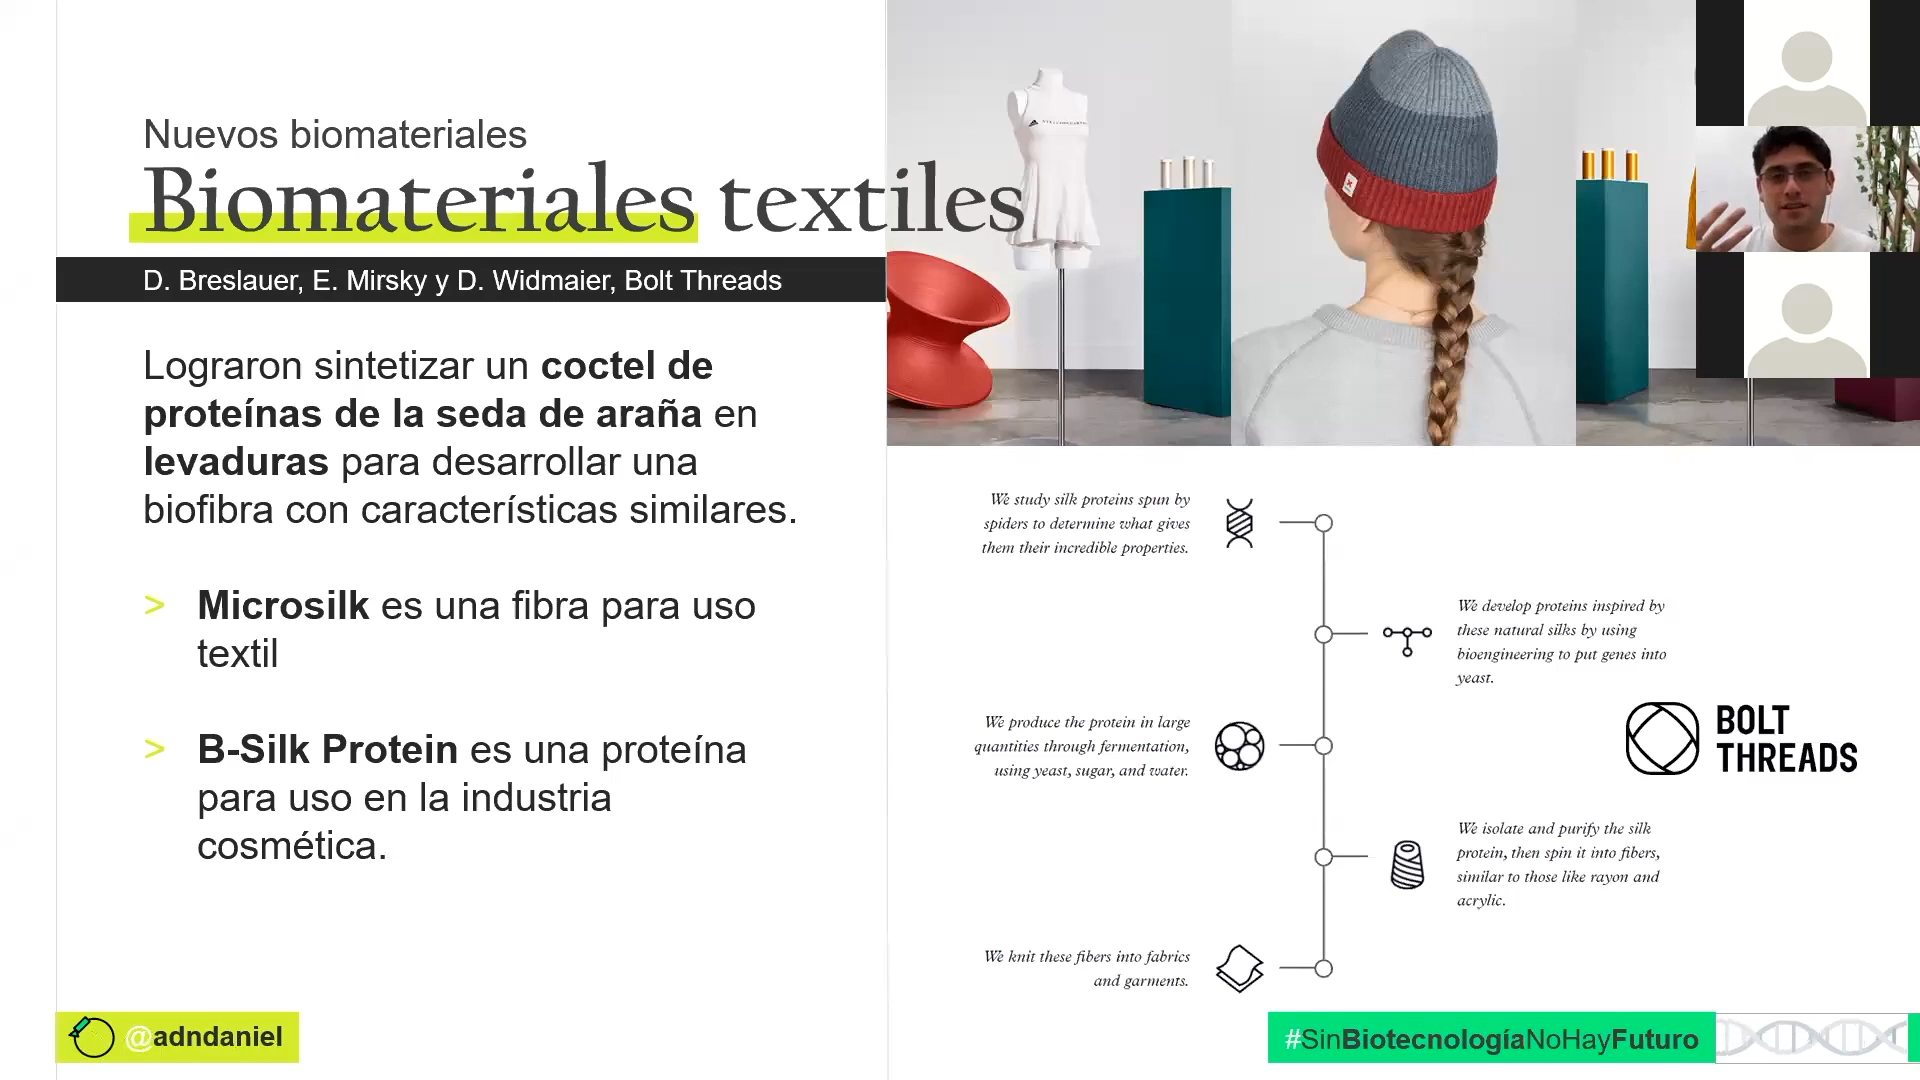 Nuevos biomateriales
Biomateriales textiles
D. Breslauer, E. Mirsky y D. Widmaier, Bolt Threads
Lograron sintetizar un coctel de
proteínas de la seda de araña en
levaduras para desarrollar una
biofibra con características similares.
> Microsilk es una fibra para uso
textil
> B-Silk Protein es una proteína
para uso en la industria
cosmética.
@adndaniel
We study silk proteins spun by
spiders to determine what gives
them their incredible properties.
We develop proteins inspired by
these natural silks by using
bioengineering to put genes into
yeast.
We produce the protein in large
quantities through fermentation,
using yeast, sugar, and water.
BOLT
THREADS
We isolate and purify the silk
protein, then spin it into fibers,
similar to those like rayon and
acrylic.
We knit these fibers into fabrics
and garments.
#SinBiotecnologíaNoHayFuturo